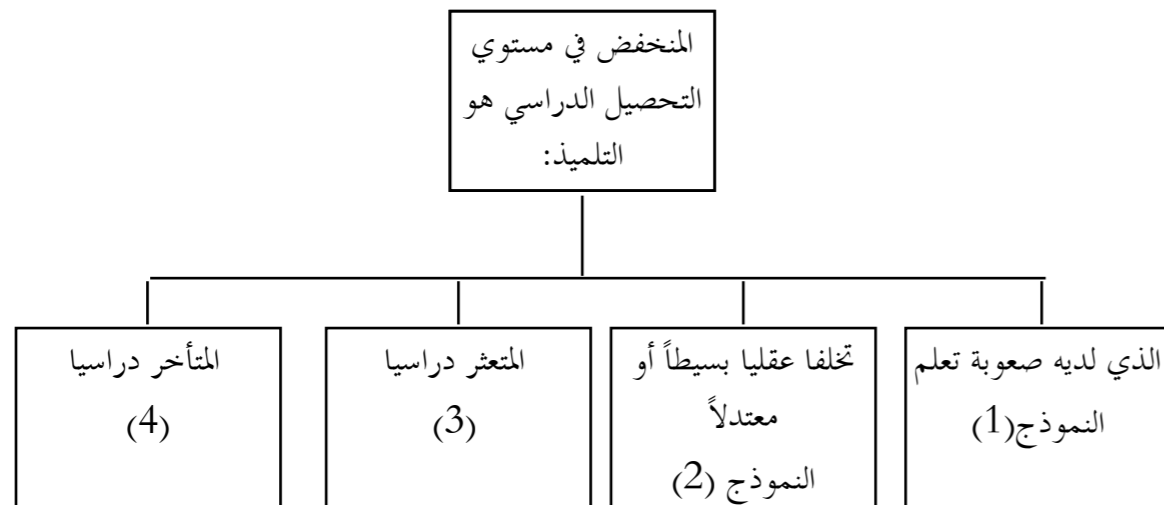 المنخفض في مستوي
التحصيل الدراسي هو
التلميذ:
الذي لديه صعوبة تعلم
النموذج(1)
تخلفا عقليا بسيطاً أو
معتدلاً
النموذج (2)
المتعثر دراسيا
(3)
المتأخر دراسيا
(4)